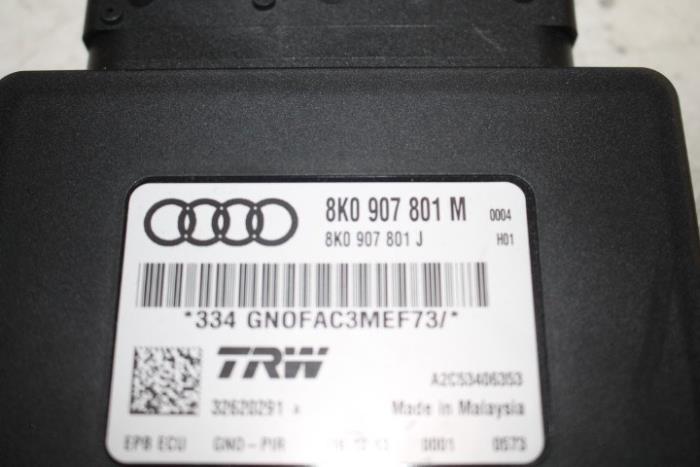 8K0 907 801 M 0004
8K0 907 801 J H01
*334 GNOFAC3MEF73/*
TRW
A2C53406353
32620291 A Made in Malaysia
EPB ECU GNO-PIR 0001 0573